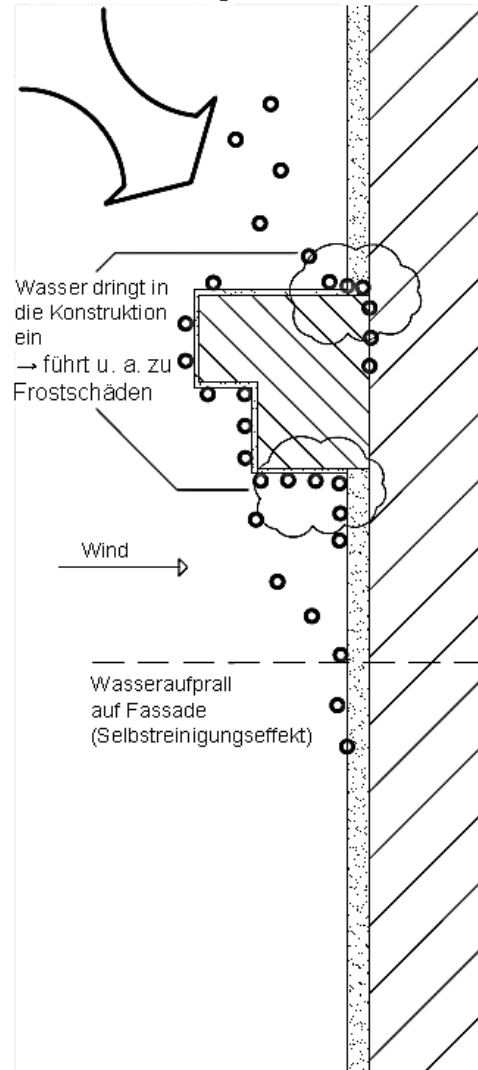 Wasser dringt in
die Konstruktion
ein
→ führt u. a. zu
Frostschäden
Wind
Wasseraufprall
auf Fassade
(Selbstreinigungseffekt)